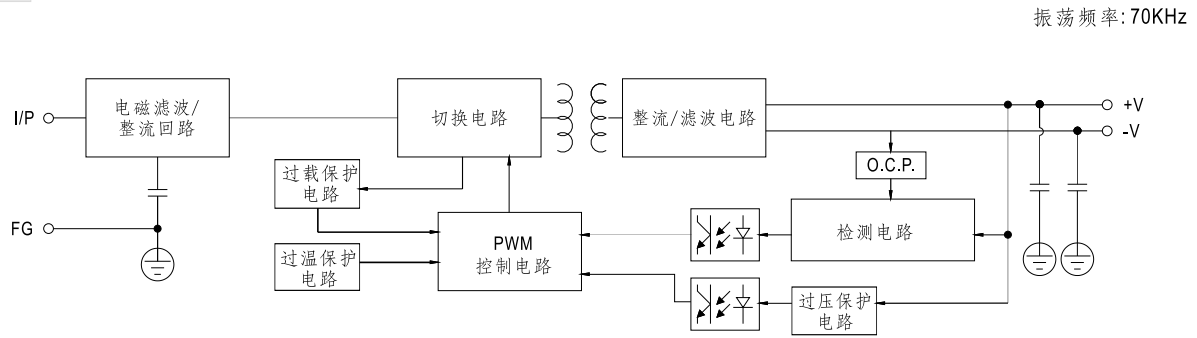 振荡频率: 70KHz
I/P
电磁滤波/
整流回路
切换电路
整流/滤波电路
+V
-V
O.C.P.
过载保护
电路
FG
PWM
控制电路
检测电路
过温保护
电路
过压保护
电路